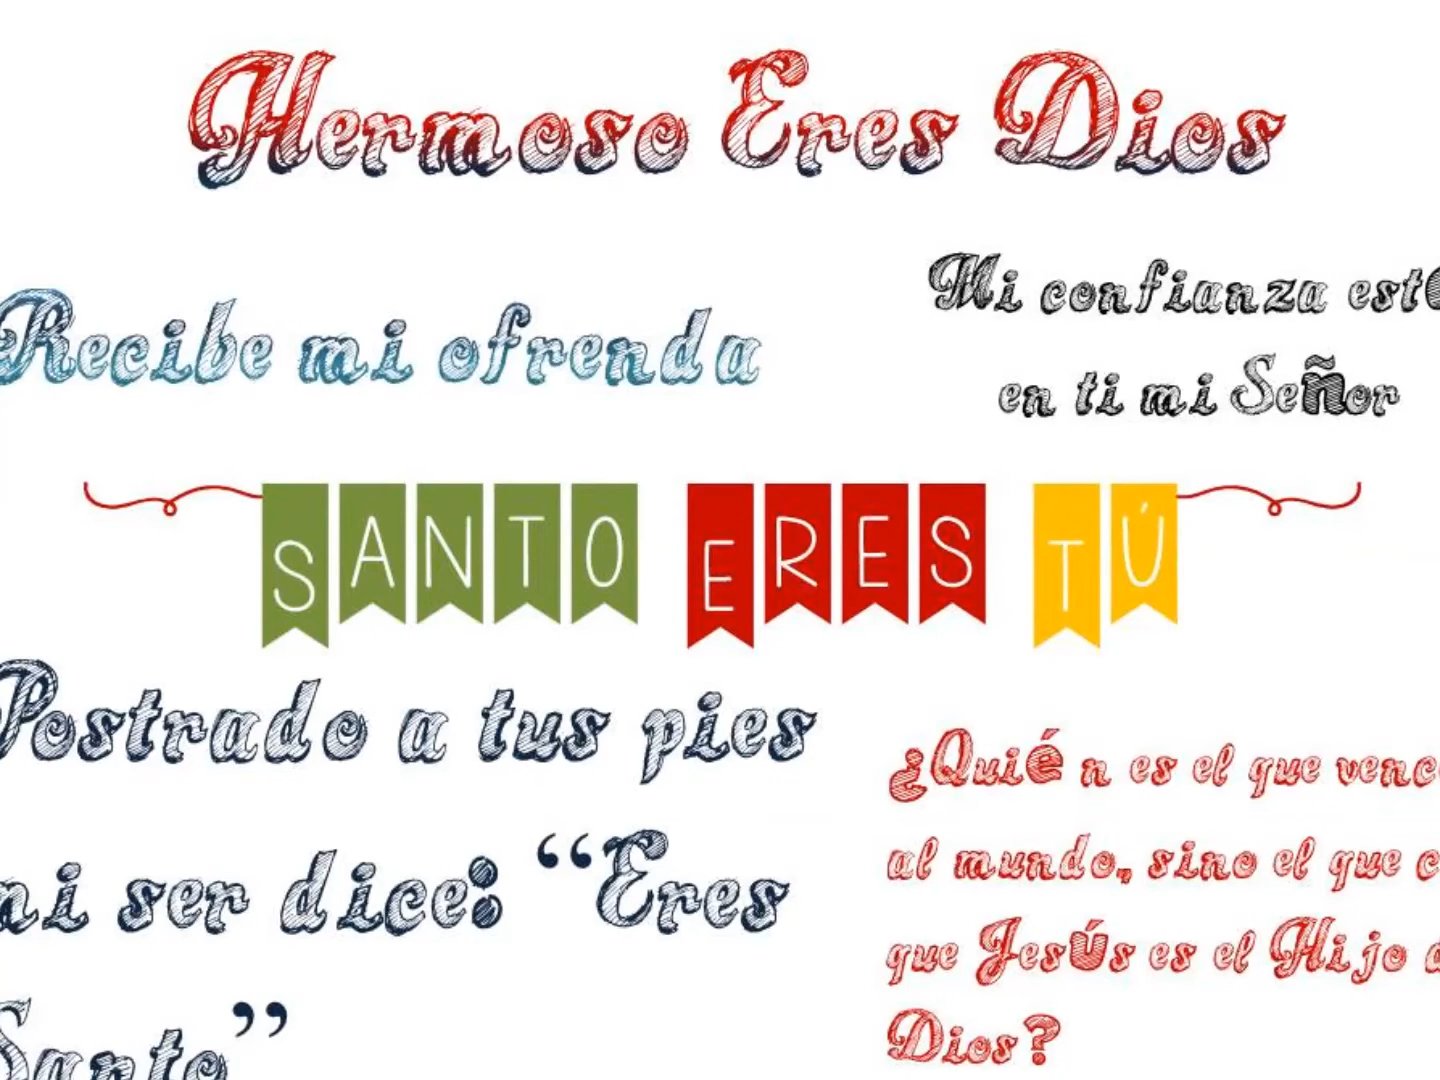 Hermoso Eres Dios
Recibe mi ofrenda
Mi confianza est
en ti mi Señor
SANTO ERES TÚ
Postrado a tus pies
mi ser dice: “Eres
Santo”
¿Quién es el que venc
al mundo, sino el que c
que Jesús es el Hijo d
Dios?